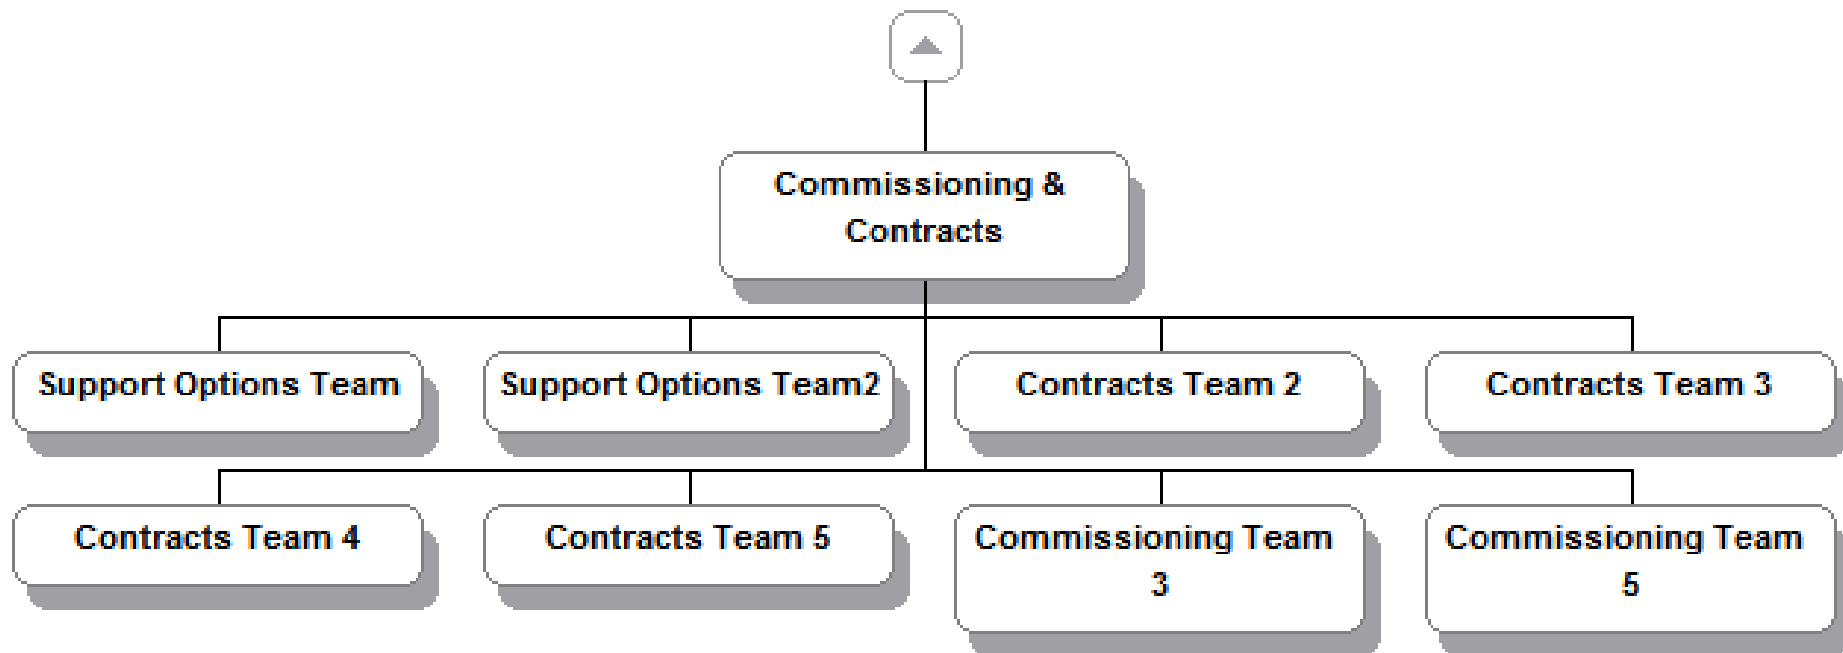 Commissioning &
Contracts
Support Options Team
Support Options Team2
Contracts Team 2
Contracts Team 3
Contracts Team 4
Contracts Team 5
Commissioning Team
3
Commissioning Team
5